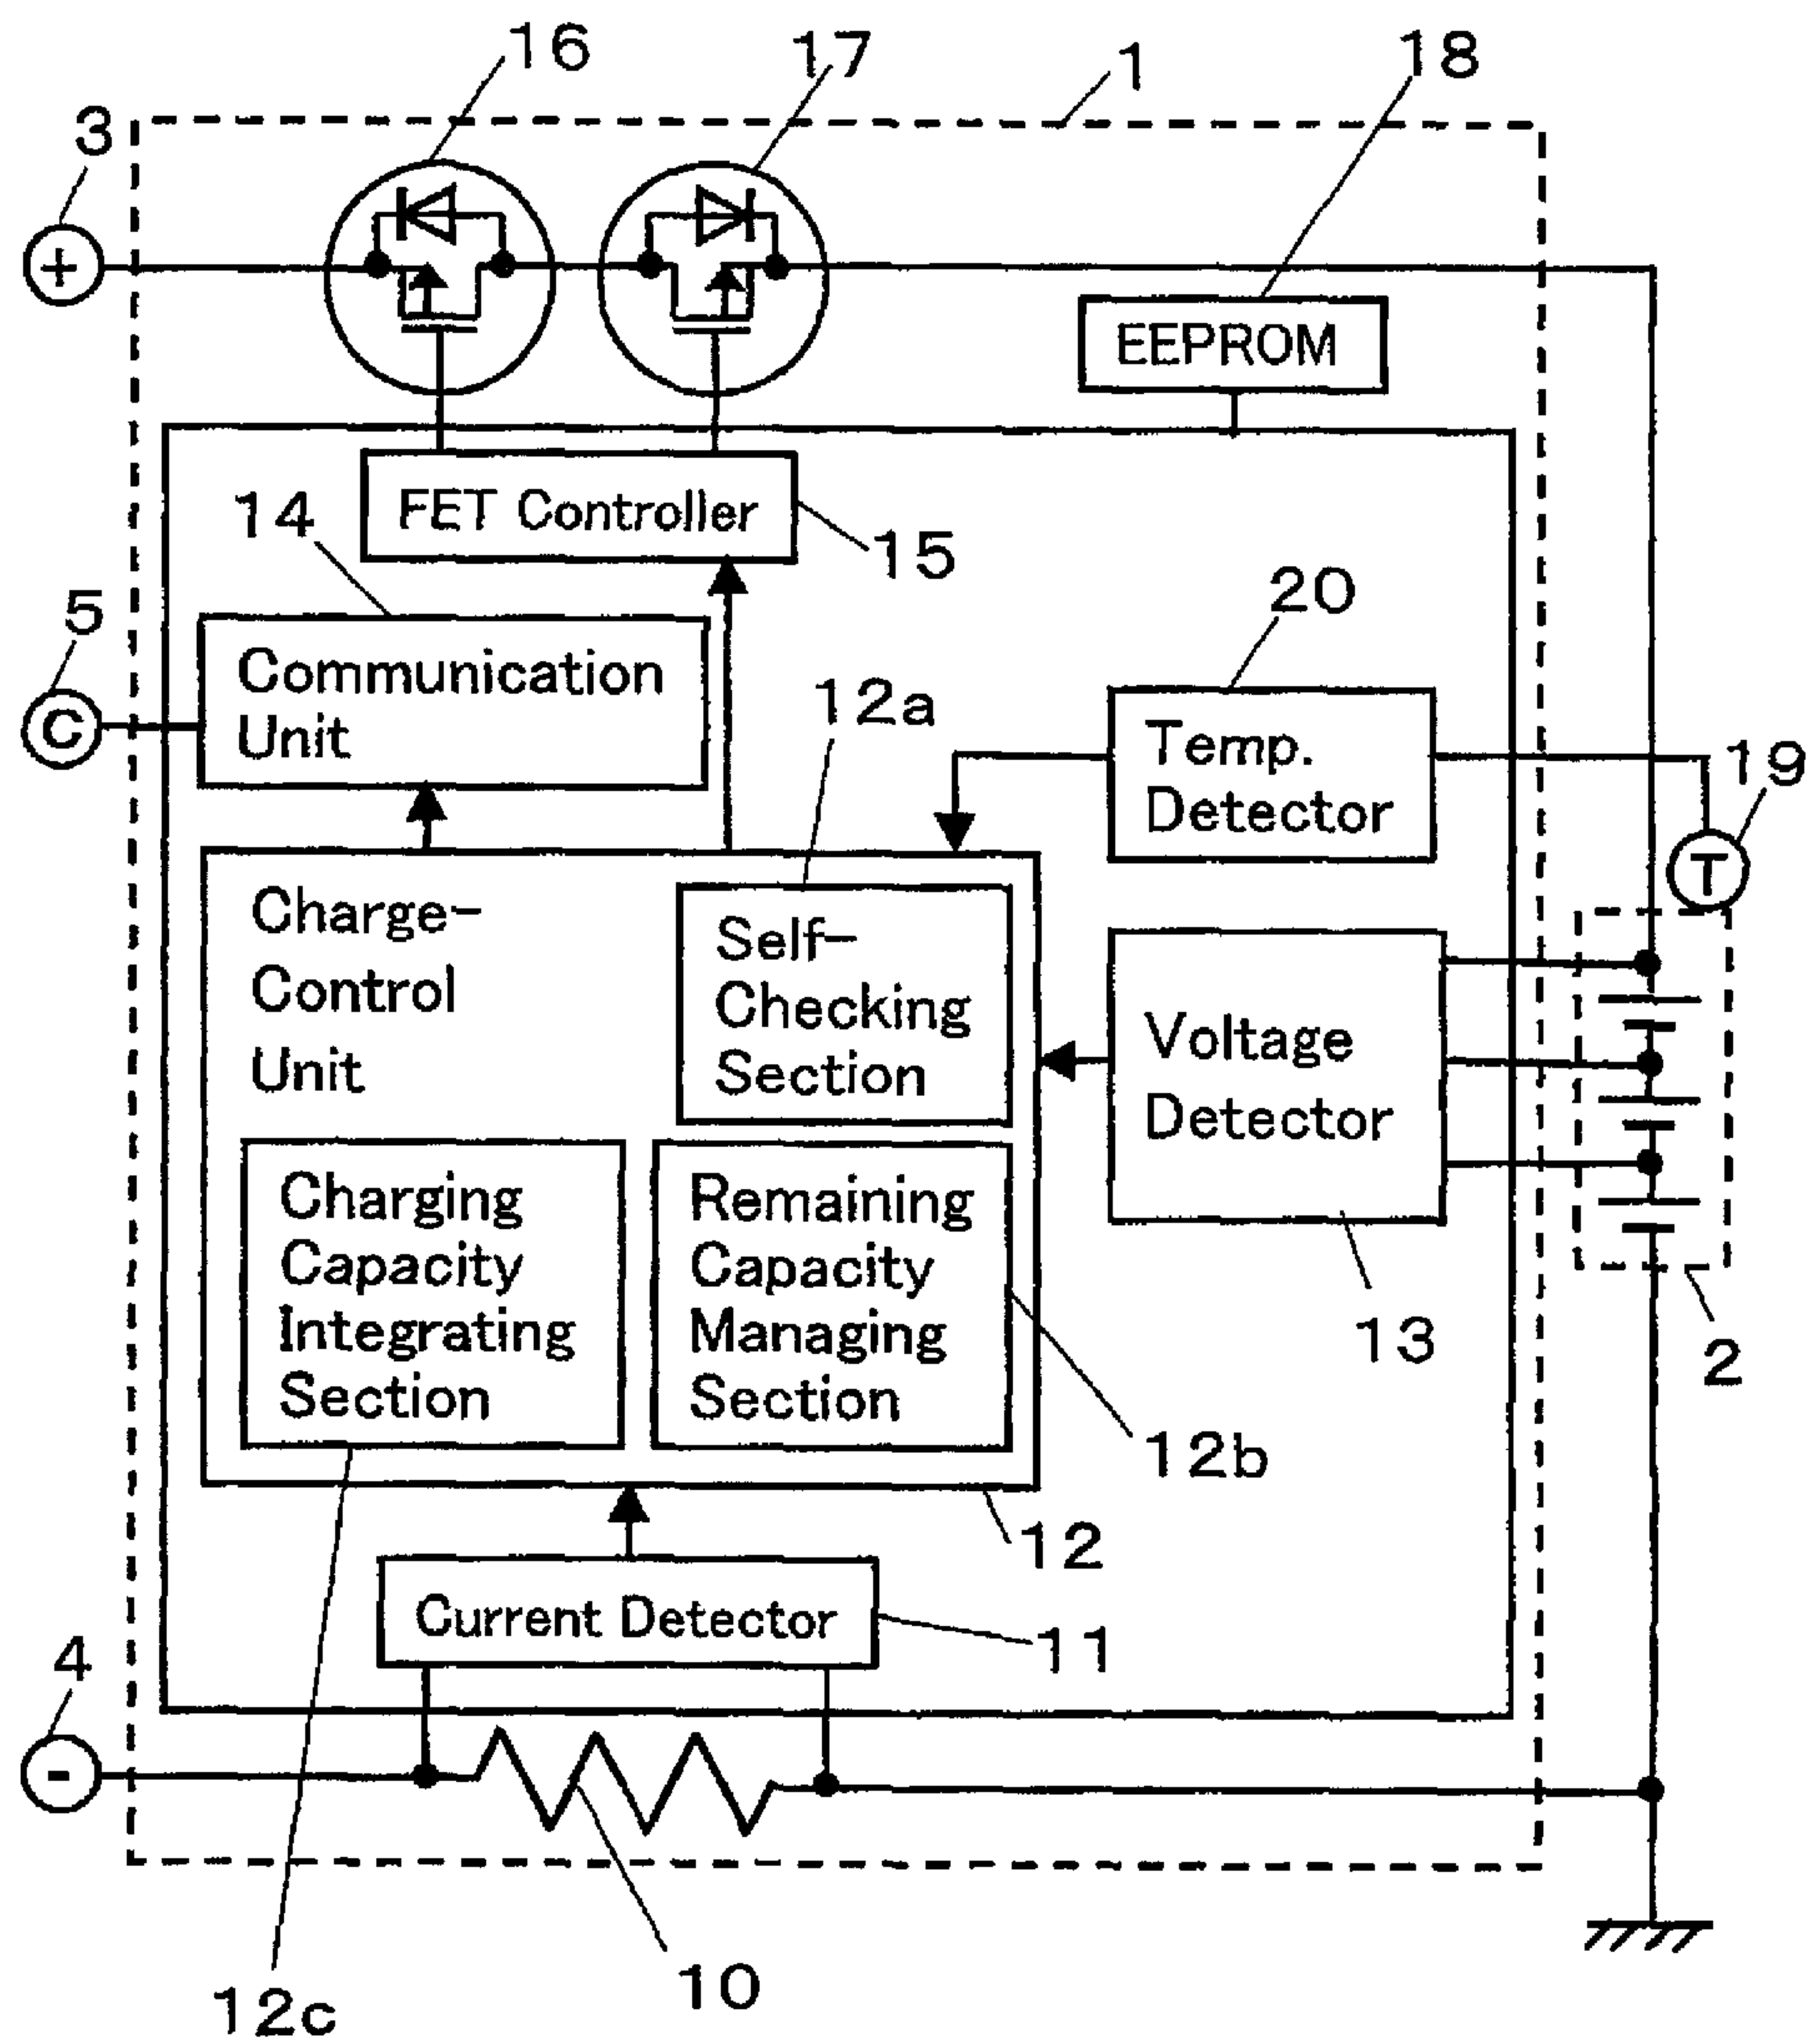 16
17
18
1
3
+
EEPROM
FET Controller
14
15
5
20
Communication
Unit
C
12a
Temp.
Detector
19
T
Charge-
Control
Unit
Self-
Checking
Section
Voltage
Detector
Charging
Capacity
Integrating
Section
Remaining
Capacity
Managing
Section
13
2
12b
12
Current Detector
11
4
-
10
12c